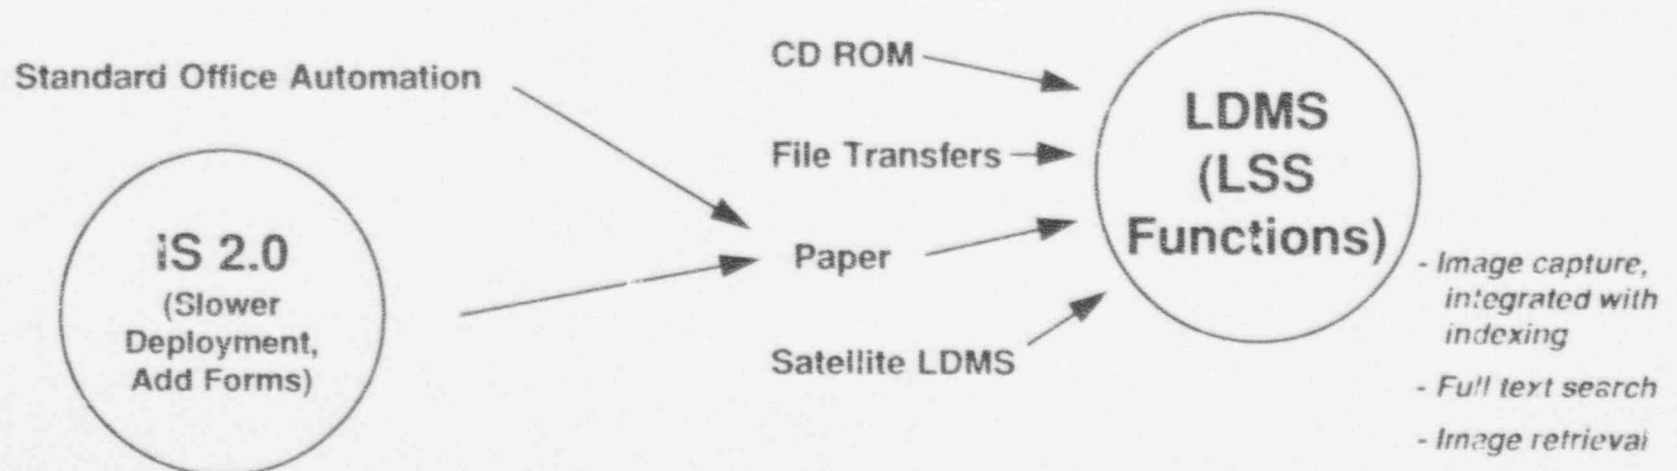 Standard Office Automation
iS 2.0
(Slower
Deployment,
Add Forms)
CD ROM
File Transfers
Paper
Satellite LDMS
LDMS
(LSS
Functions)
- Image capture,
integrated with
indexing
- Full text search
- Image retrieval